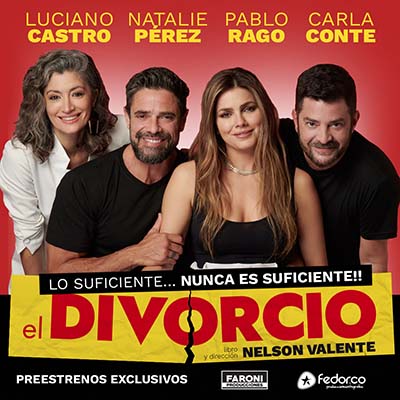 LUCIANO NATALIE PABLO CARLA
CASTRO PÉREZ RAGO CONTE
LO SUFICIENTE... NUNCA ES SUFICIENTE!!
el DIVORCIO
libro
y dirección NELSON VALENTE
PREESTRENOS EXCLUSIVOS
FARONI
PRODUCCIONES
fedorco